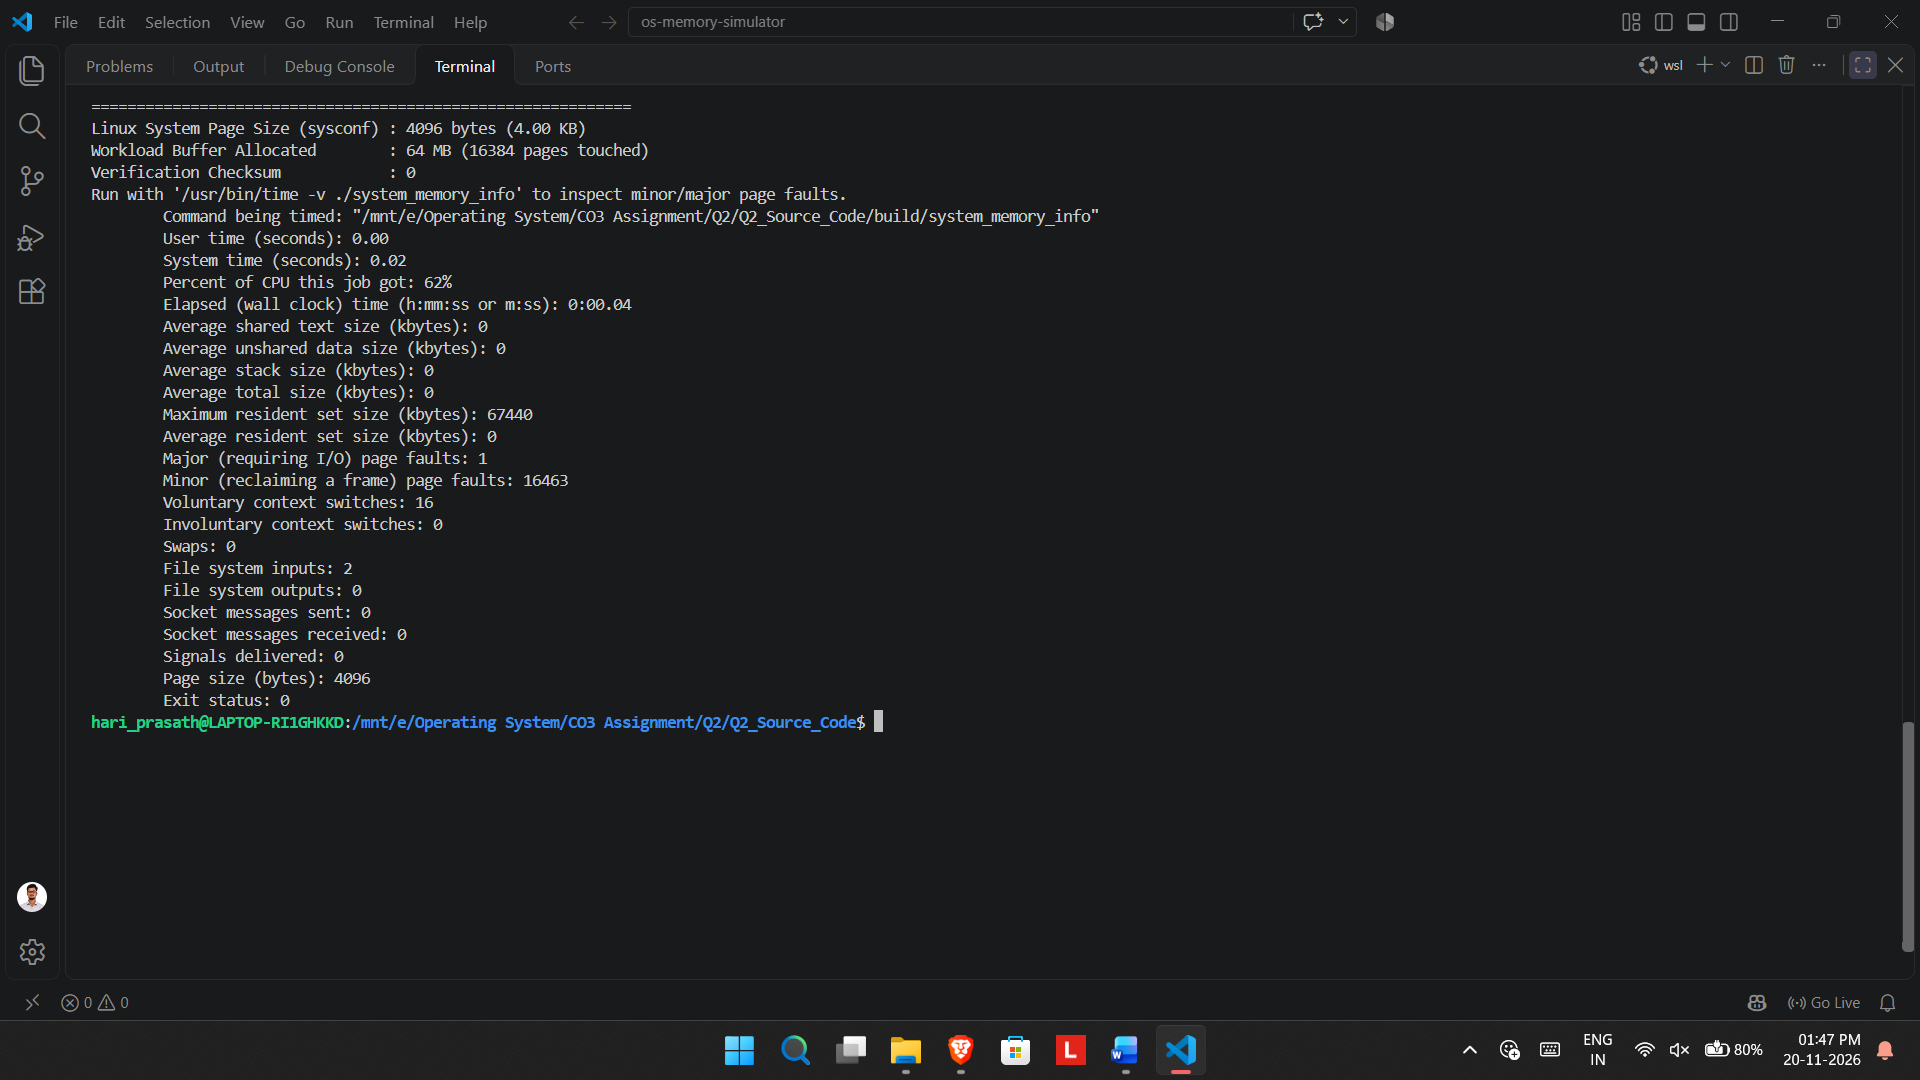 File Edit Selection View Go Run Terminal Help os-memory-simulator
Problems Output Debug Console Terminal Ports wsl
============================================================
Linux System Page Size (sysconf) : 4096 bytes (4.00 KB)
Workload Buffer Allocated : 64 MB (16384 pages touched)
Verification Checksum : 0
Run with '/usr/bin/time -v ./system_memory_info' to inspect minor/major page faults.
Command being timed: "/mnt/e/Operating System/CO3 Assignment/Q2/Q2_Source_Code/build/system_memory_info"
User time (seconds): 0.00
System time (seconds): 0.02
Percent of CPU this job got: 62%
Elapsed (wall clock) time (h:mm:ss or m:ss): 0:00.04
Average shared text size (kbytes): 0
Average unshared data size (kbytes): 0
Average stack size (kbytes): 0
Average total size (kbytes): 0
Maximum resident set size (kbytes): 67440
Average resident set size (kbytes): 0
Major (requiring I/O) page faults: 1
Minor (reclaiming a frame) page faults: 16463
Voluntary context switches: 16
Involuntary context switches: 0
Swaps: 0
File system inputs: 2
File system outputs: 0
Socket messages sent: 0
Socket messages received: 0
Signals delivered: 0
Page size (bytes): 4096
Exit status: 0
hari_prasath@LAPTOP-RI1GHKKD:/mnt/e/Operating System/CO3 Assignment/Q2/Q2_Source_Code$
0 0 Go Live
L W ENG 80% 01:47 PM
IN 20-11-2026